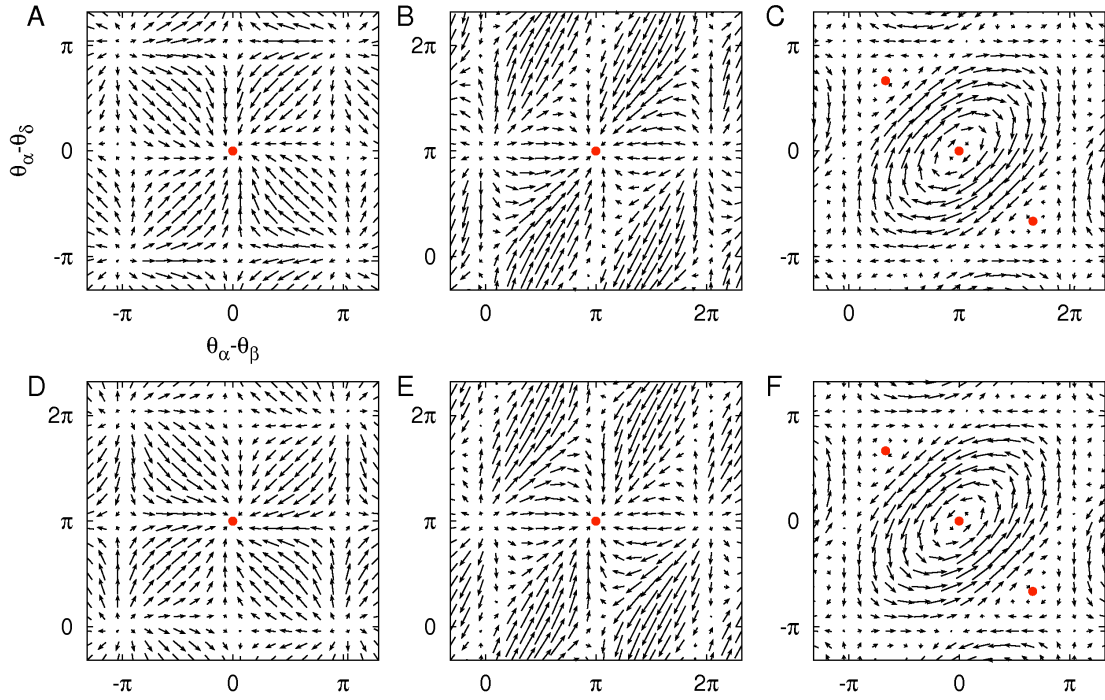 A B C
π 2π π
0 π 0
-π 0 -π
θα-θδ
-π 0 π 0 π 2π 0 π 2π
θα-θβ
D E F
2π 2π π
π π 0
0 0 -π
-π 0 π 0 π 2π -π 0 π